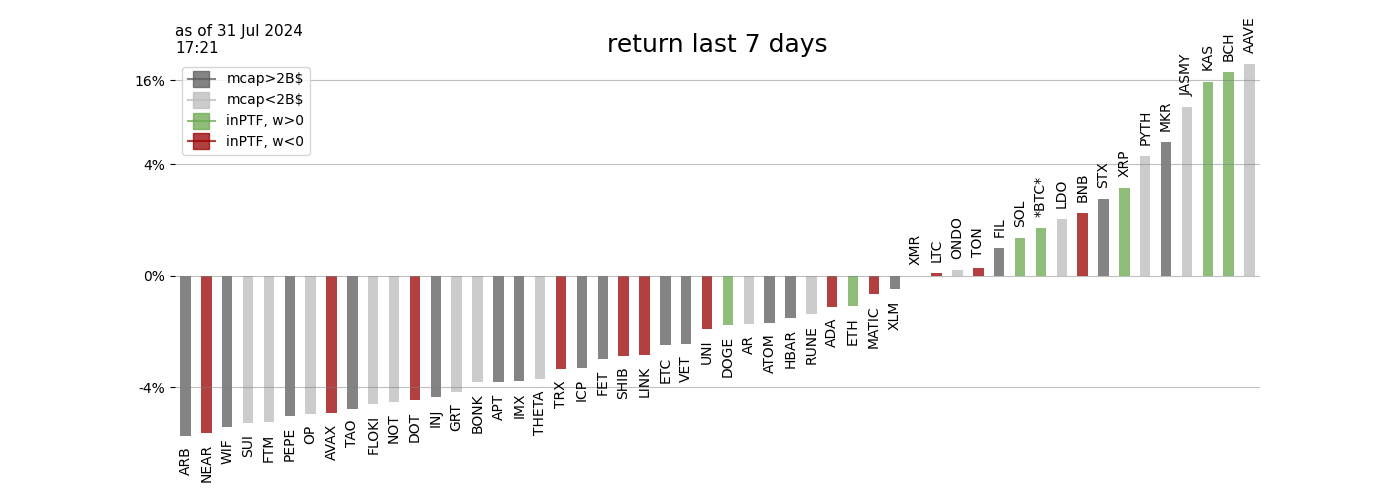 as of 31 Jul 2024
17:21
return last 7 days
mcap>2B$
mcap<2B$
inPTF, w>0
inPTF, w<0
16%
4%
0%
-4%
ARB
NEAR
WIF
SUI
FTM
PEPE
OP
AVAX
TAO
FLOKI
NOT
DOT
INJ
GRT
BONK
APT
IMX
THETA
TRX
ICP
FET
SHIB
LINK
ETC
VET
UNI
DOGE
AR
ATOM
HBAR
RUNE
ADA
ETH
MATIC
XLM
XMR
LTC
ONDO
TON
FIL
SOL
*BTC*
LDO
BNB
STX
XRP
PYTH
MKR
JASMY
KAS
BCH
AAVE